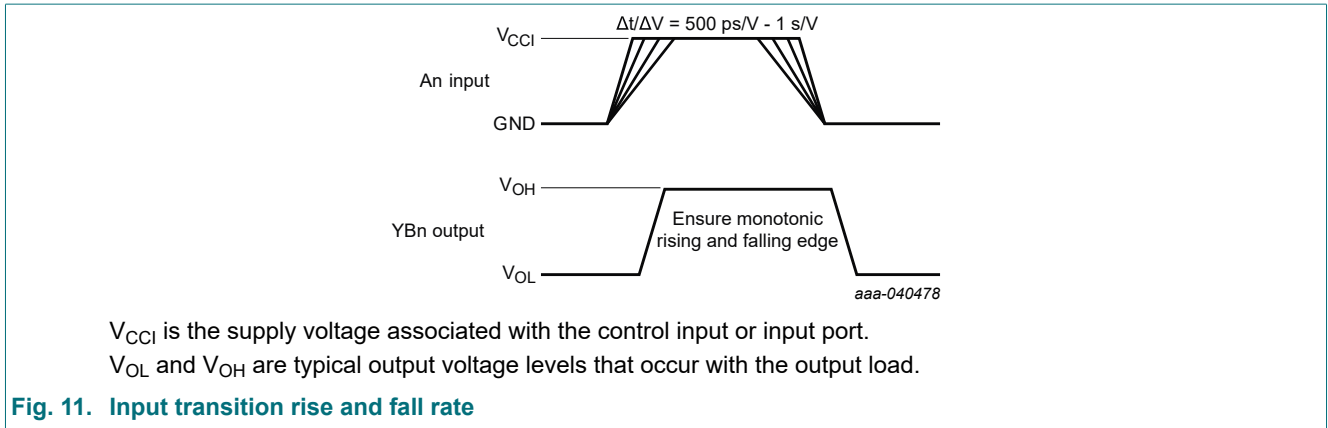 Δt/ΔV = 500 ps/V - 1 s/V
VCCI
An input
GND
VOH
YBn output
Ensure monotonic
rising and falling edge
VOL
aaa-040478
VCCI is the supply voltage associated with the control input or input port.
VOL and VOH are typical output voltage levels that occur with the output load.
Fig. 11. Input transition rise and fall rate